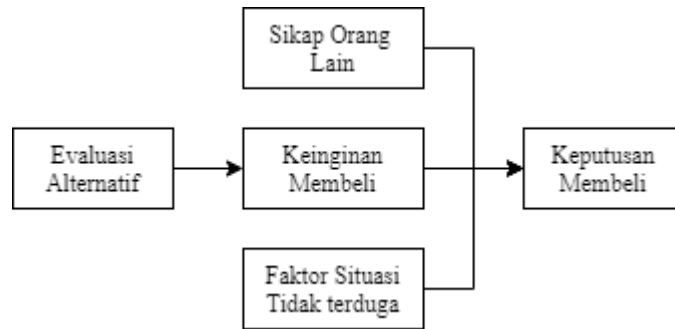 Sikap Orang
Lain
Evaluasi
Alternatif
Keinginan
Membeli
Keputusan
Membeli
Faktor Situasi
Tidak terduga